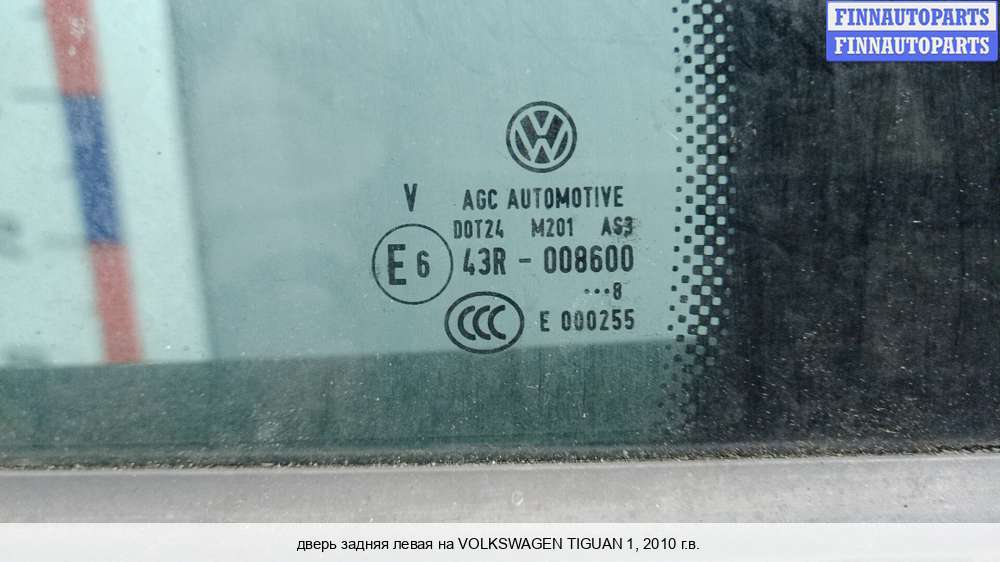 FINNAUTOPARTS
FINNAUTOPARTS
V AGC AUTOMOTIVE
DOT24 M201 AS3
E6 43R - 008600
···8
CCC E 000255
дверь задняя левая на VOLKSWAGEN TIGUAN 1, 2010 г.в.